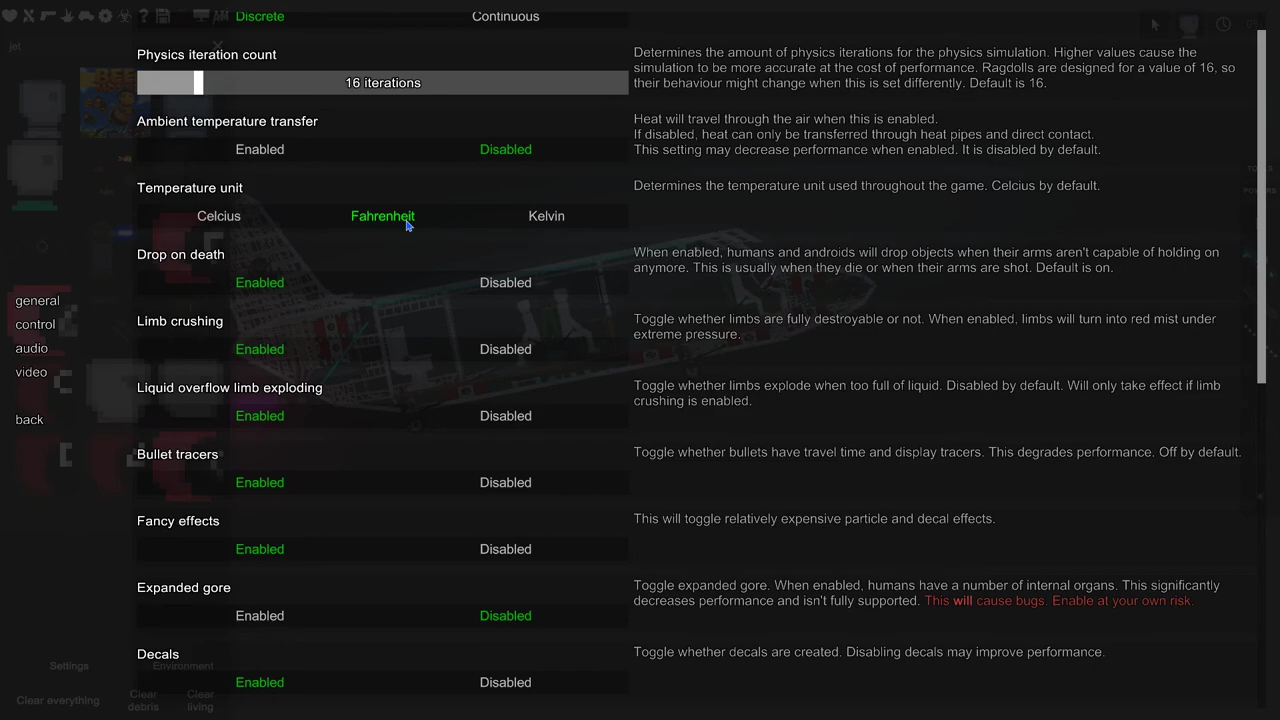 jet
Discrete Continuous
Physics iteration count
16 iterations
Determines the amount of physics iterations for the physics simulation. Higher values cause the
simulation to be more accurate at the cost of performance. Ragdolls are designed for a value of 16, so
their behaviour might change when this is set differently. Default is 16.
Ambient temperature transfer
Enabled Disabled
Heat will travel through the air when this is enabled.
If disabled, heat can only be transferred through heat pipes and direct contact.
This setting may decrease performance when enabled. It is disabled by default.
Temperature unit
Celcius Fahrenheit Kelvin
Determines the temperature unit used throughout the game. Celcius by default.
Drop on death
Enabled Disabled
When enabled, humans and androids will drop objects when their arms aren't capable of holding on
anymore. This is usually when they die or when their arms are shot. Default is on.
general
control
audio
video
back
Limb crushing
Enabled Disabled
Toggle whether limbs are fully destroyable or not. When enabled, limbs will turn into red mist under
extreme pressure.
Liquid overflow limb exploding
Enabled Disabled
Toggle whether limbs explode when too full of liquid. Disabled by default. Will only take effect if limb
crushing is enabled.
Bullet tracers
Enabled Disabled
Toggle whether bullets have travel time and display tracers. This degrades performance. Off by default.
Fancy effects
Enabled Disabled
This will toggle relatively expensive particle and decal effects.
Expanded gore
Enabled Disabled
Toggle expanded gore. When enabled, humans have a number of internal organs. This significantly
decreases performance and isn't fully supported. This will cause bugs. Enable at your own risk.
Decals
Enabled Disabled
Toggle whether decals are created. Disabling decals may improve performance.
Settings Environment
Clear everything
Clear debris
Clear living